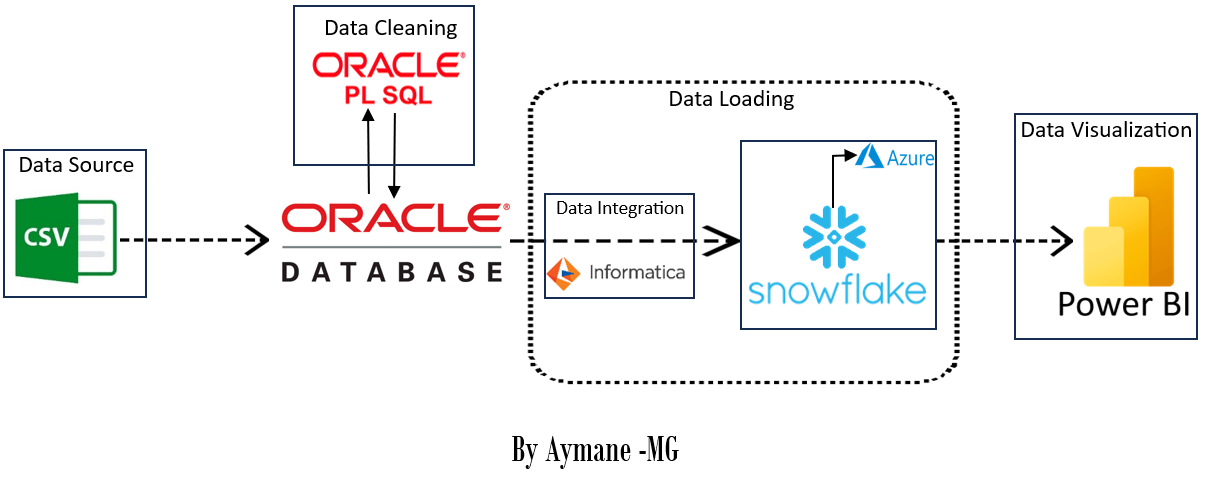 Data Cleaning
ORACLE®
PL SQL
Data Loading
Data Visualization
Data Source
Azure
CSV
ORACLE®
DATABASE
Data Integration
Informatica
snowflake
Power BI
By Aymane -MG